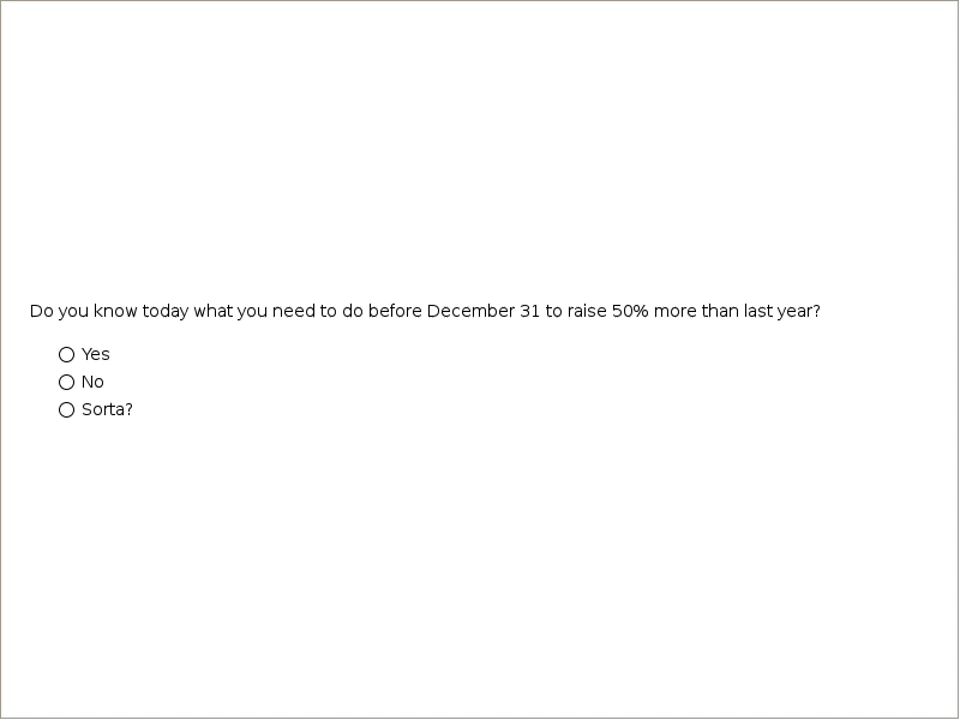 Do you know today what you need to do before December 31 to raise 50% more than last year?
Yes
No
Sorta?